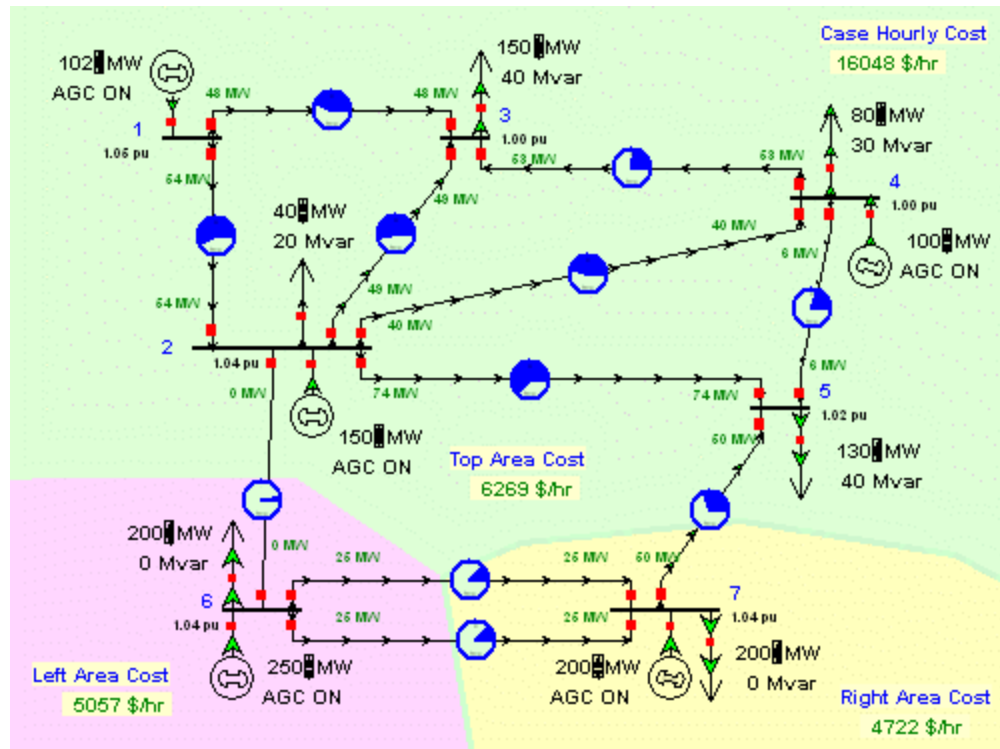 Case Hourly Cost
16048 $/hr
102 MW
AGC ON
48 MW
48 MW
150 MW
40 Mvar
1
1.05 pu
3
1.00 pu
53 MW
53 MW
80 MW
30 Mvar
4
1.00 pu
100 MW
AGC ON
54 MW
49 MW
40 MW
6 MW
40 MW
20 Mvar
54 MW
49 MW
40 MW
2
1.04 pu
0 MW
74 MW
74 MW
6 MW
5
1.02 pu
150 MW
AGC ON
Top Area Cost
6269 $/hr
50 MW
130 MW
40 Mvar
200 MW
0 Mvar
0 MW
25 MW
25 MW
50 MW
6
1.04 pu
25 MW
25 MW
7
1.04 pu
250 MW
AGC ON
200 MW
AGC ON
200 MW
0 Mvar
Left Area Cost
5057 $/hr
Right Area Cost
4722 $/hr